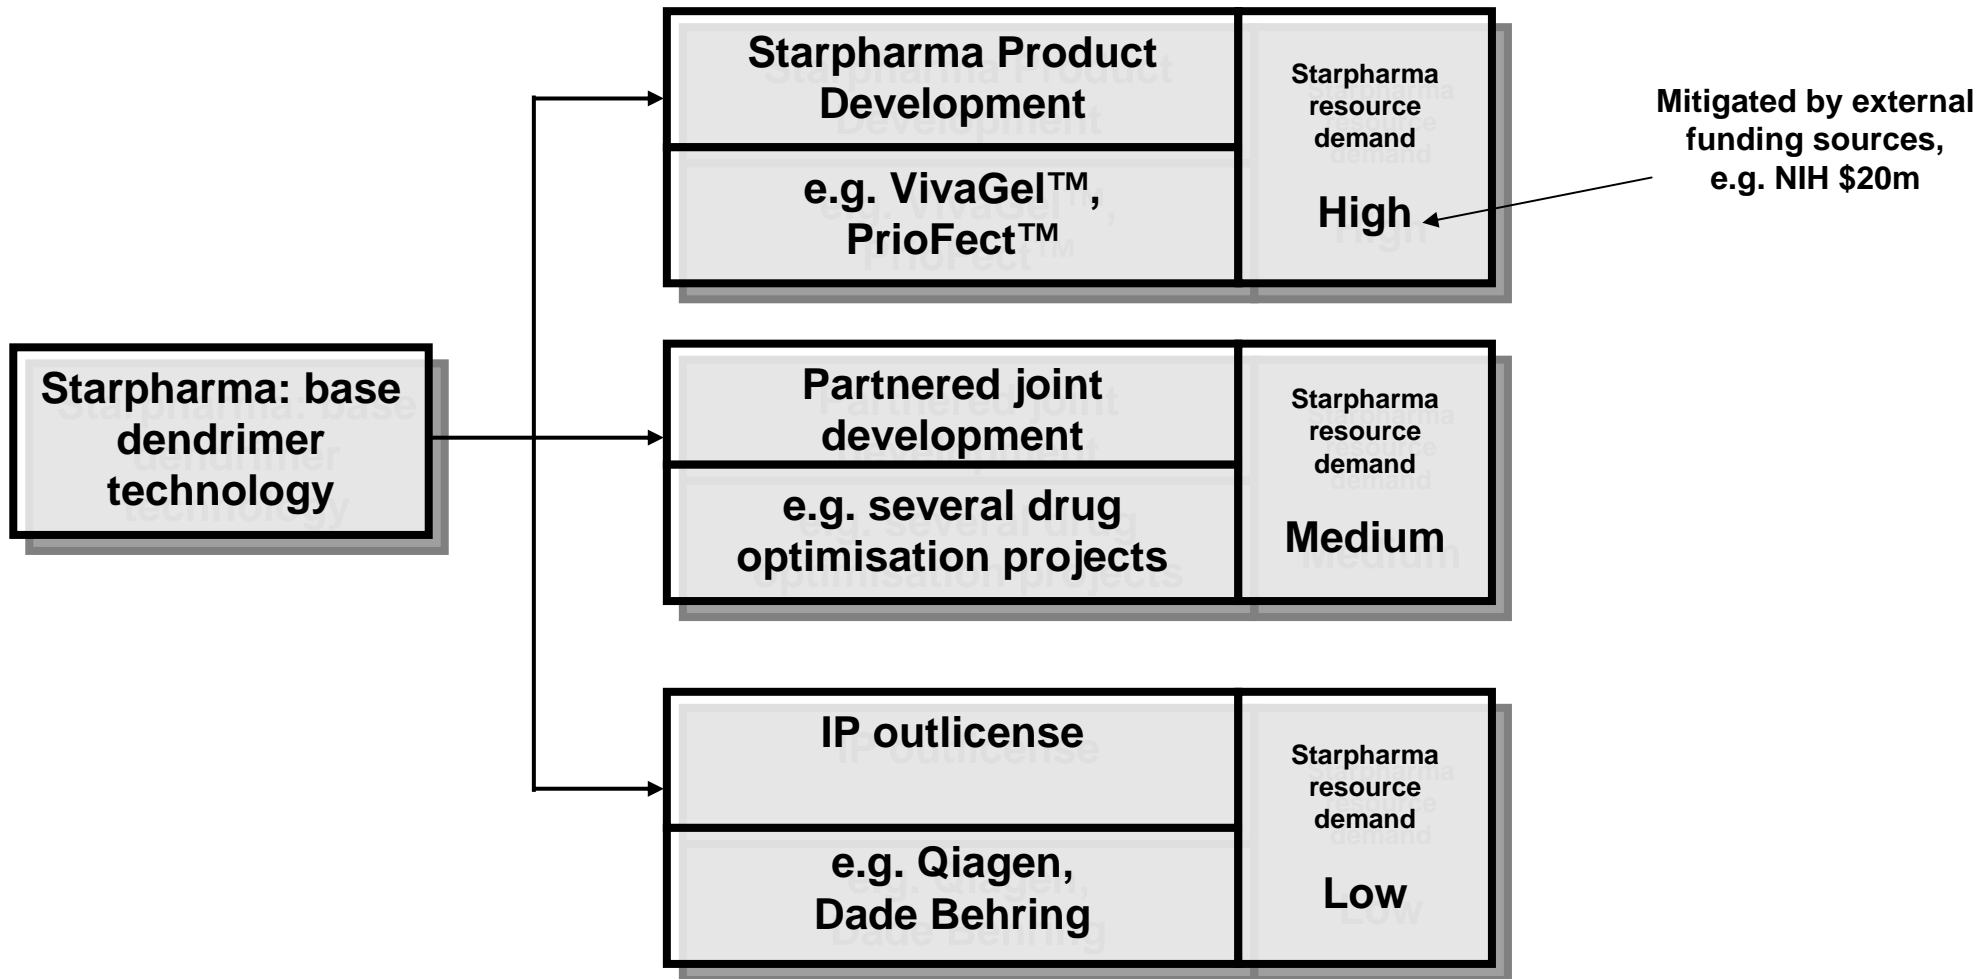 Starpharma: base
dendrimer
technology
Starpharma Product
Development
e.g. VivaGel™,
PrioFect™
Starpharma
resource
demand
High
Mitigated by external
funding sources,
e.g. NIH $20m
Partnered joint
development
e.g. several drug
optimisation projects
Starpharma
resource
demand
Medium
IP outlicense
e.g. Qiagen,
Dade Behring
Starpharma
resource
demand
Low